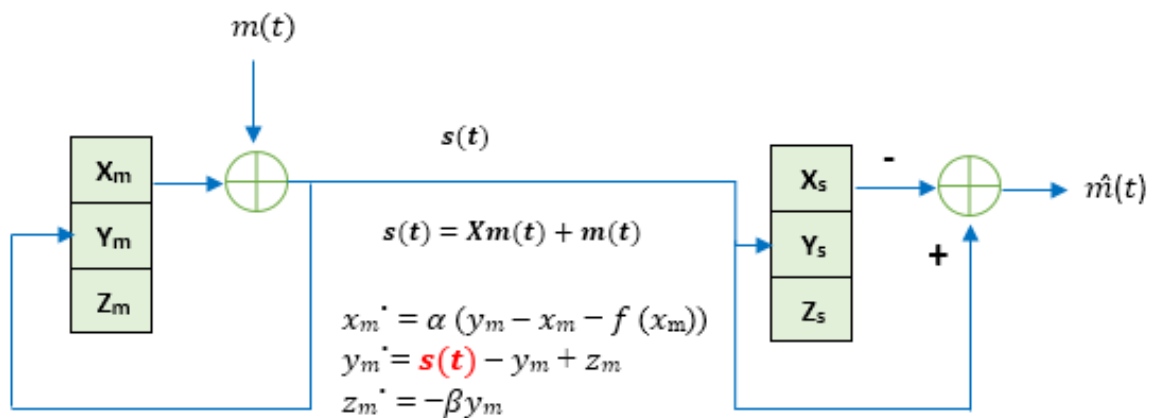 m(t)
s(t)
Xₘ
Yₘ
Zₘ
s(t) = Xm(t) + m(t)
xₘ˙ = α (yₘ − xₘ − f (xₘ))
yₘ˙= s(t) − yₘ + zₘ
zₘ˙ = −βyₘ
Xₛ
Yₛ
Zₛ
-
+
m̂(t)